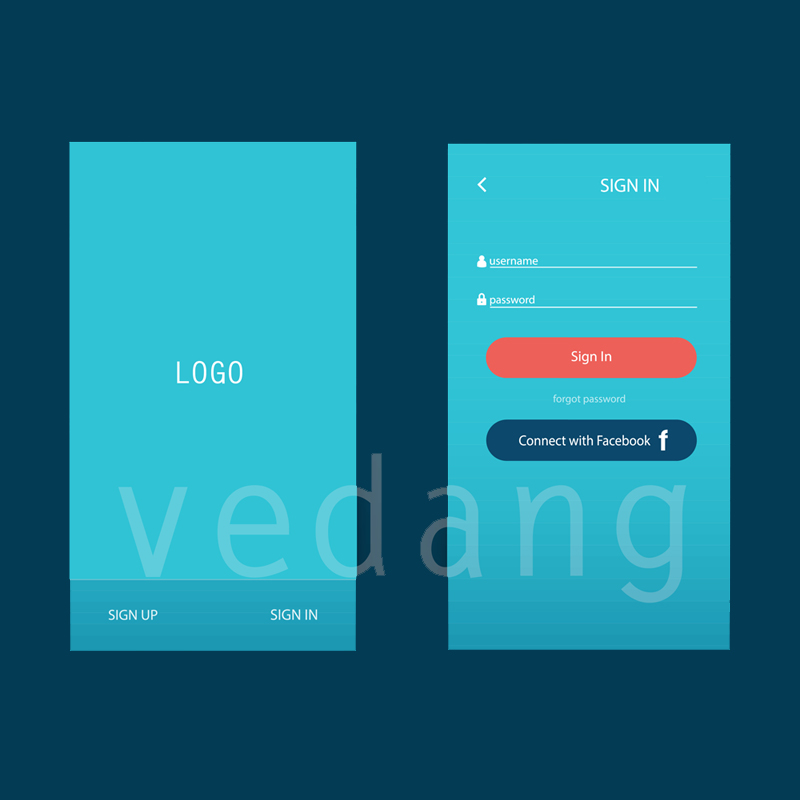 LOGO
SIGN UP
SIGN IN
SIGN IN
username
password
Sign In
forgot password
Connect with Facebook f
vedang